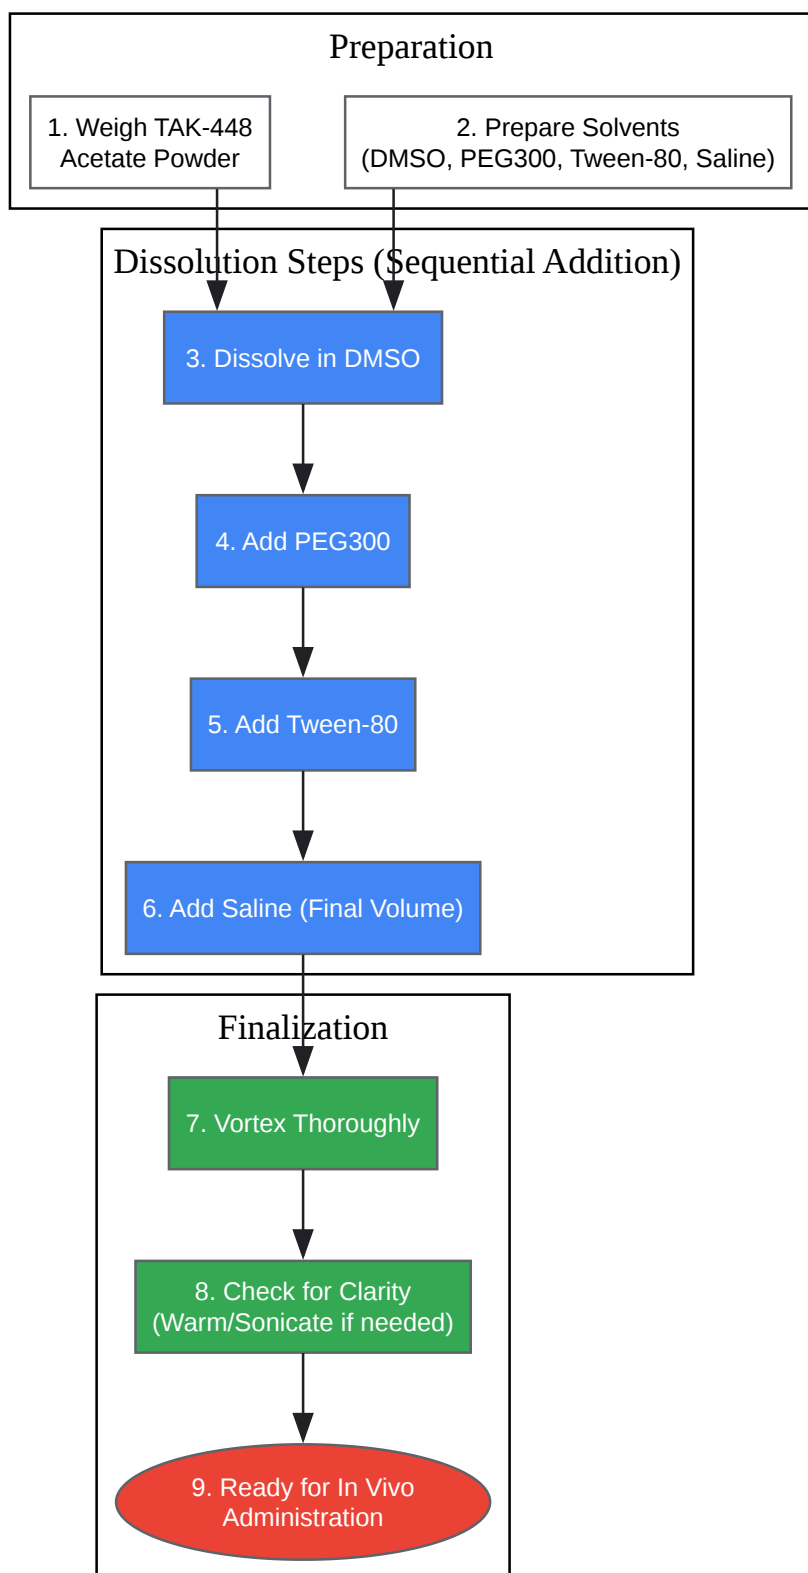 Preparation
1. Weigh TAK-448
Acetate Powder
2. Prepare Solvents
(DMSO, PEG300, Tween-80, Saline)
Dissolution Steps (Sequential Addition)
3. Dissolve in DMSO
4. Add PEG300
5. Add Tween-80
6. Add Saline (Final Volume)
Finalization
7. Vortex Thoroughly
8. Check for Clarity
(Warm/Sonicate if needed)
9. Ready for In Vivo
Administration